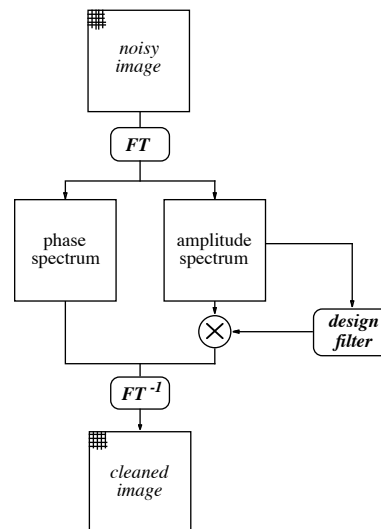 noisy
image
FT
phase
spectrum
amplitude
spectrum
design
filter
FT⁻¹
cleaned
image